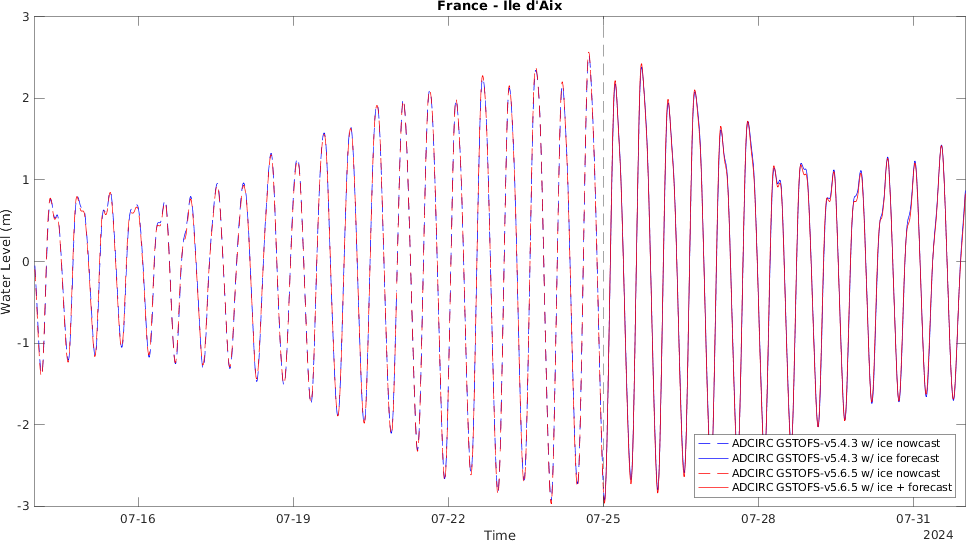 France - Ile d'Aix
Water Level (m)
3
2
1
0
-1
-2
-3
07-16
07-19
07-22
07-25
07-28
07-31
2024
Time
ADCIRC GSTOFS-v5.4.3 w/ ice nowcast
ADCIRC GSTOFS-v5.4.3 w/ ice forecast
ADCIRC GSTOFS-v5.6.5 w/ ice nowcast
ADCIRC GSTOFS-v5.6.5 w/ ice + forecast